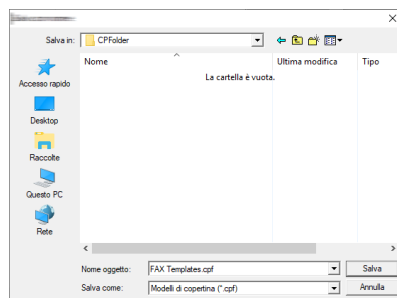 Salva in:
CPFolder
Nome
Ultima modifica
Tipo
La cartella è vuota.
Accesso rapido
Desktop
Raccolte
Questo PC
Rete
Nome oggetto:
FAX Templates.cpf
Salva
Salva come:
Modelli di copertina (*.cpf)
Annulla